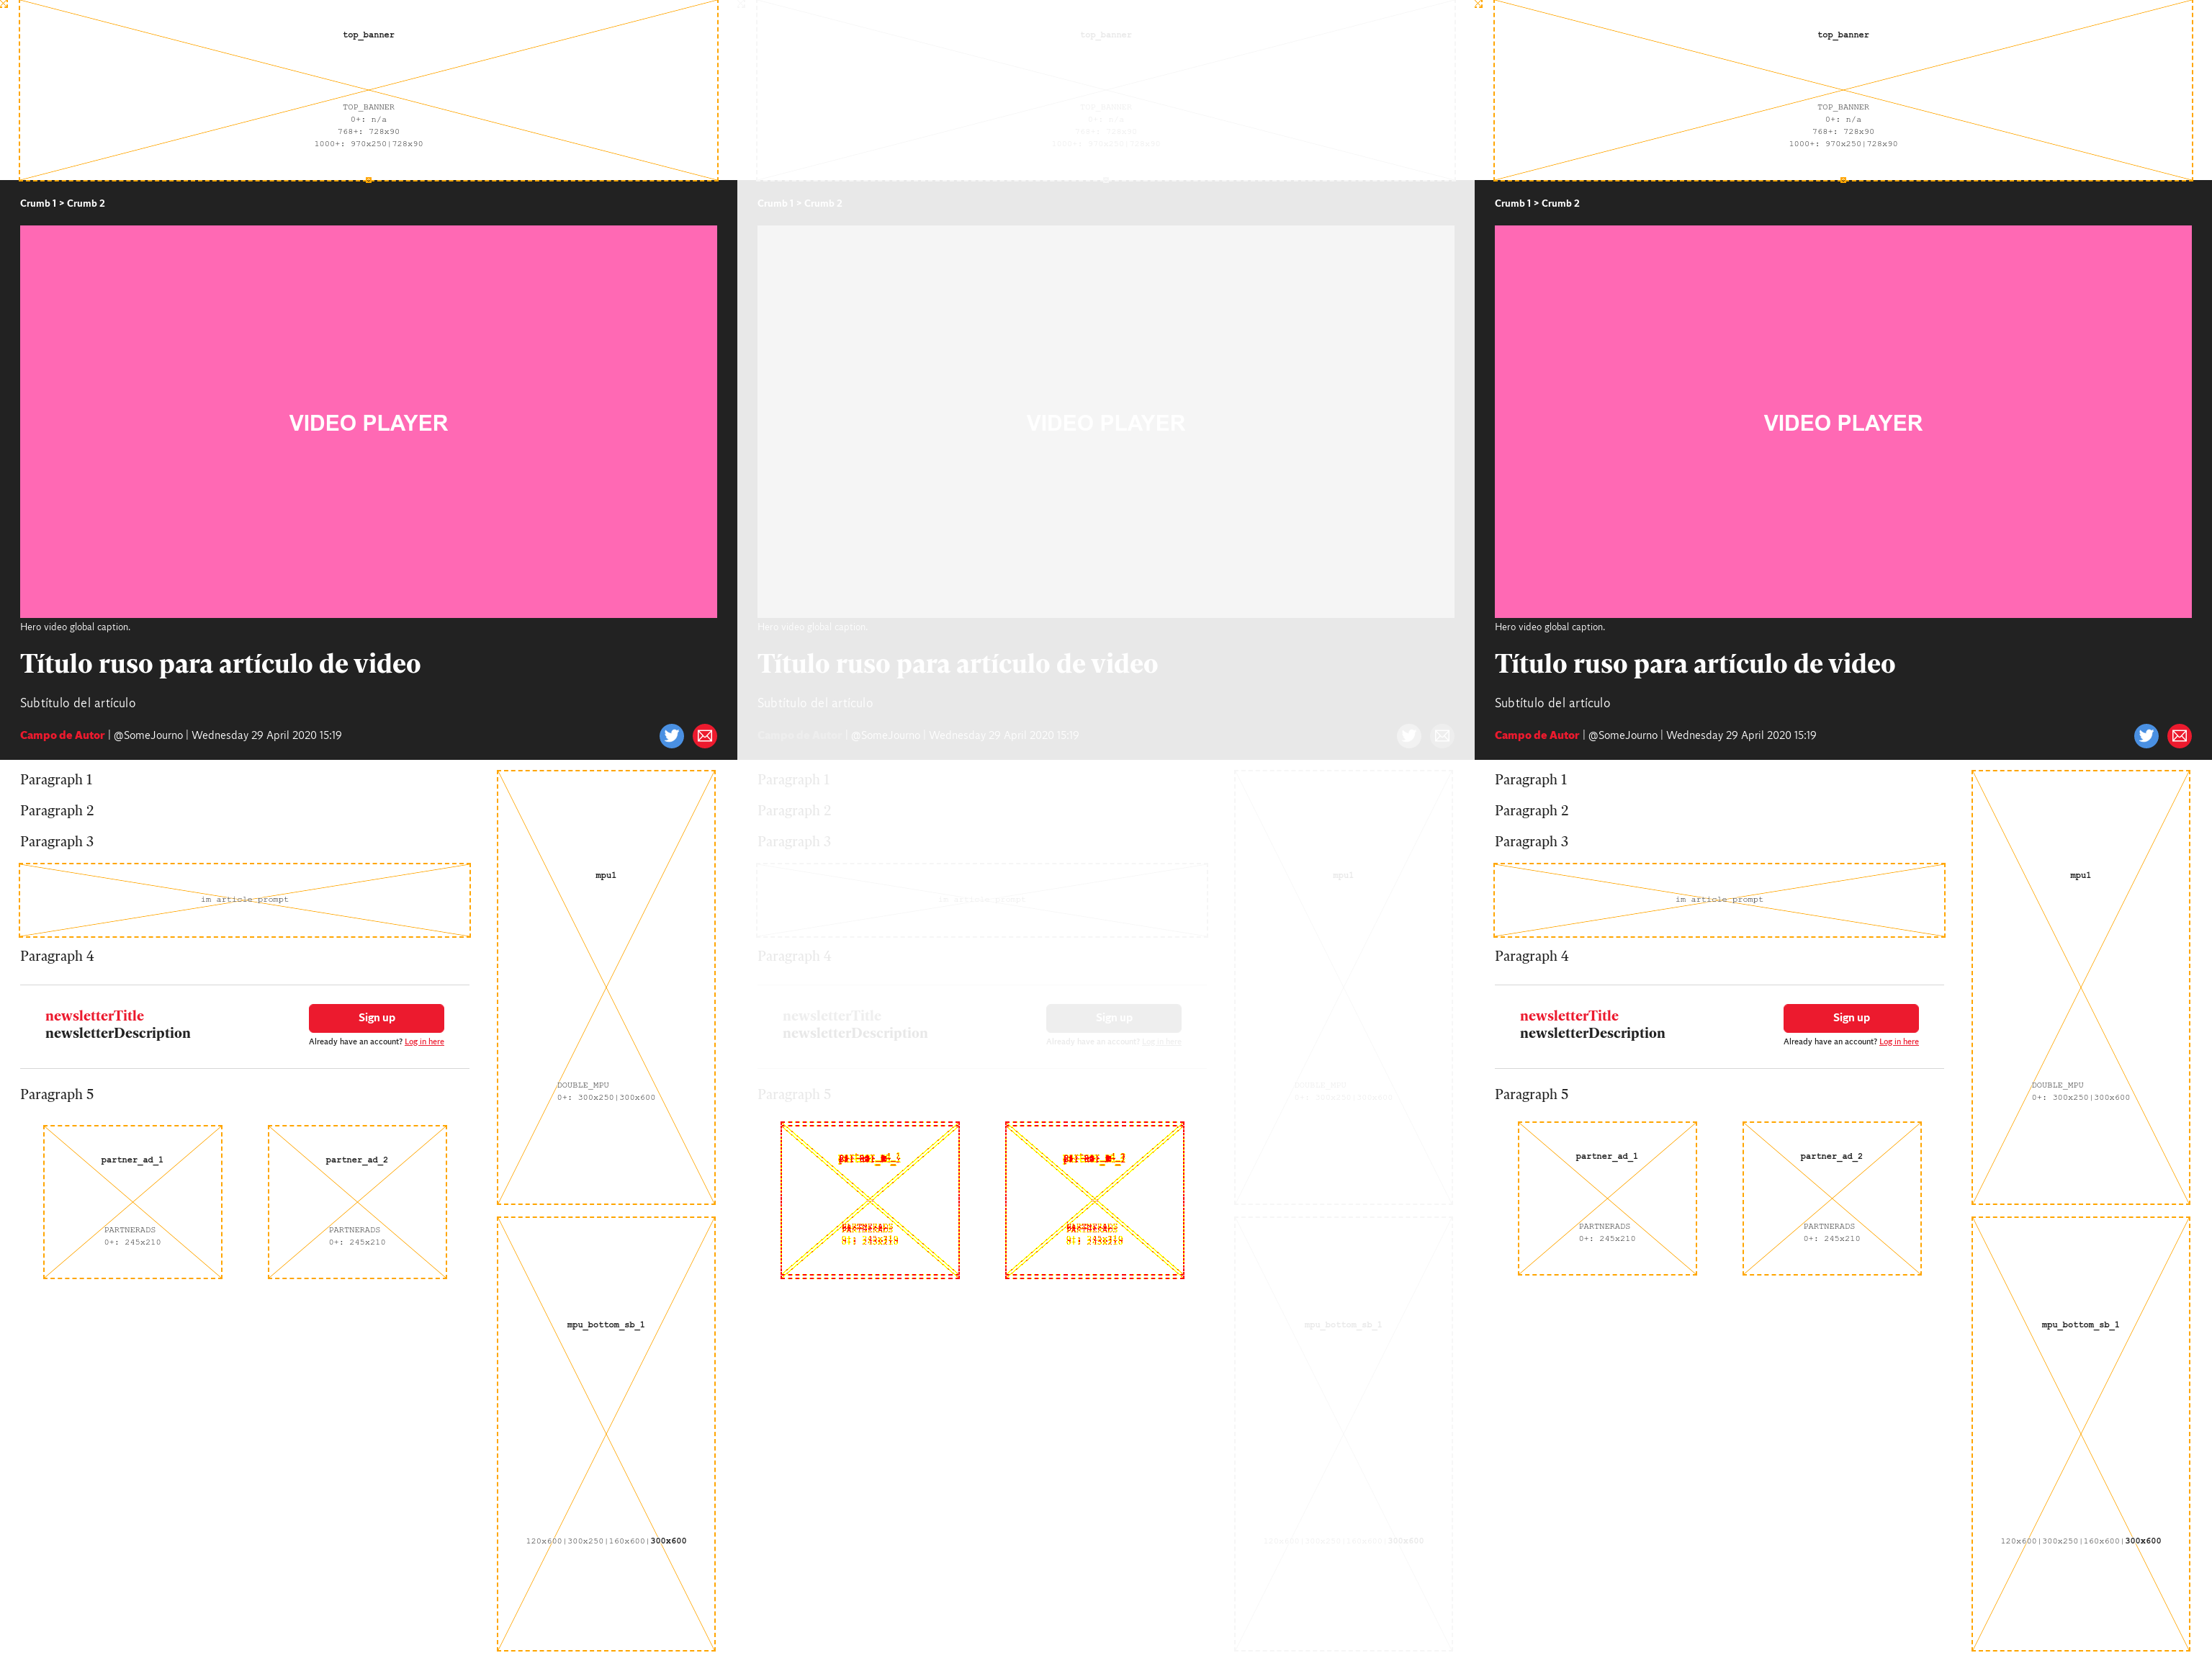 top_banner
TOP_BANNER
0+: n/a
768+: 728x90
1000+: 970x250|728x90
Crumb 1 > Crumb 2
VIDEO PLAYER
Hero video global caption.
Título ruso para artículo de video
Subtítulo del artículo
Campo de Autor | @SomeJourno | Wednesday 29 April 2020 15:19
Paragraph 1
Paragraph 2
Paragraph 3
im article prompt
Paragraph 4
newsletterTitle
newsletterDescription
Sign up
Already have an account? Log in here
Paragraph 5
partner_ad_1
PARTNERADS
0+: 245x210
partner_ad_2
PARTNERADS
0+: 245x210
mpu1
DOUBLE_MPU
0+: 300x250|300x600
mpu_bottom_sb_1
120x600|300x250|160x600|300x600
top_banner
TOP_BANNER
0+: n/a
768+: 728x90
1000+: 970x250|728x90
Crumb 1 > Crumb 2
VIDEO PLAYER
Hero video global caption.
Título ruso para artículo de video
Subtítulo del artículo
Campo de Autor | @SomeJourno | Wednesday 29 April 2020 15:19
Paragraph 1
Paragraph 2
Paragraph 3
im article prompt
Paragraph 4
newsletterTitle
newsletterDescription
Sign up
Already have an account? Log in here
Paragraph 5
mpu1
DOUBLE_MPU
0+: 300x250|300x600
mpu_bottom_sb_1
120x600|300x250|160x600|300x600
top_banner
TOP_BANNER
0+: n/a
768+: 728x90
1000+: 970x250|728x90
Crumb 1 > Crumb 2
VIDEO PLAYER
Hero video global caption.
Título ruso para artículo de video
Subtítulo del artículo
Campo de Autor | @SomeJourno | Wednesday 29 April 2020 15:19
Paragraph 1
Paragraph 2
Paragraph 3
im article prompt
Paragraph 4
newsletterTitle
newsletterDescription
Sign up
Already have an account? Log in here
Paragraph 5
partner_ad_1
PARTNERADS
0+: 245x210
partner_ad_2
PARTNERADS
0+: 245x210
mpu1
DOUBLE_MPU
0+: 300x250|300x600
mpu_bottom_sb_1
120x600|300x250|160x600|300x600